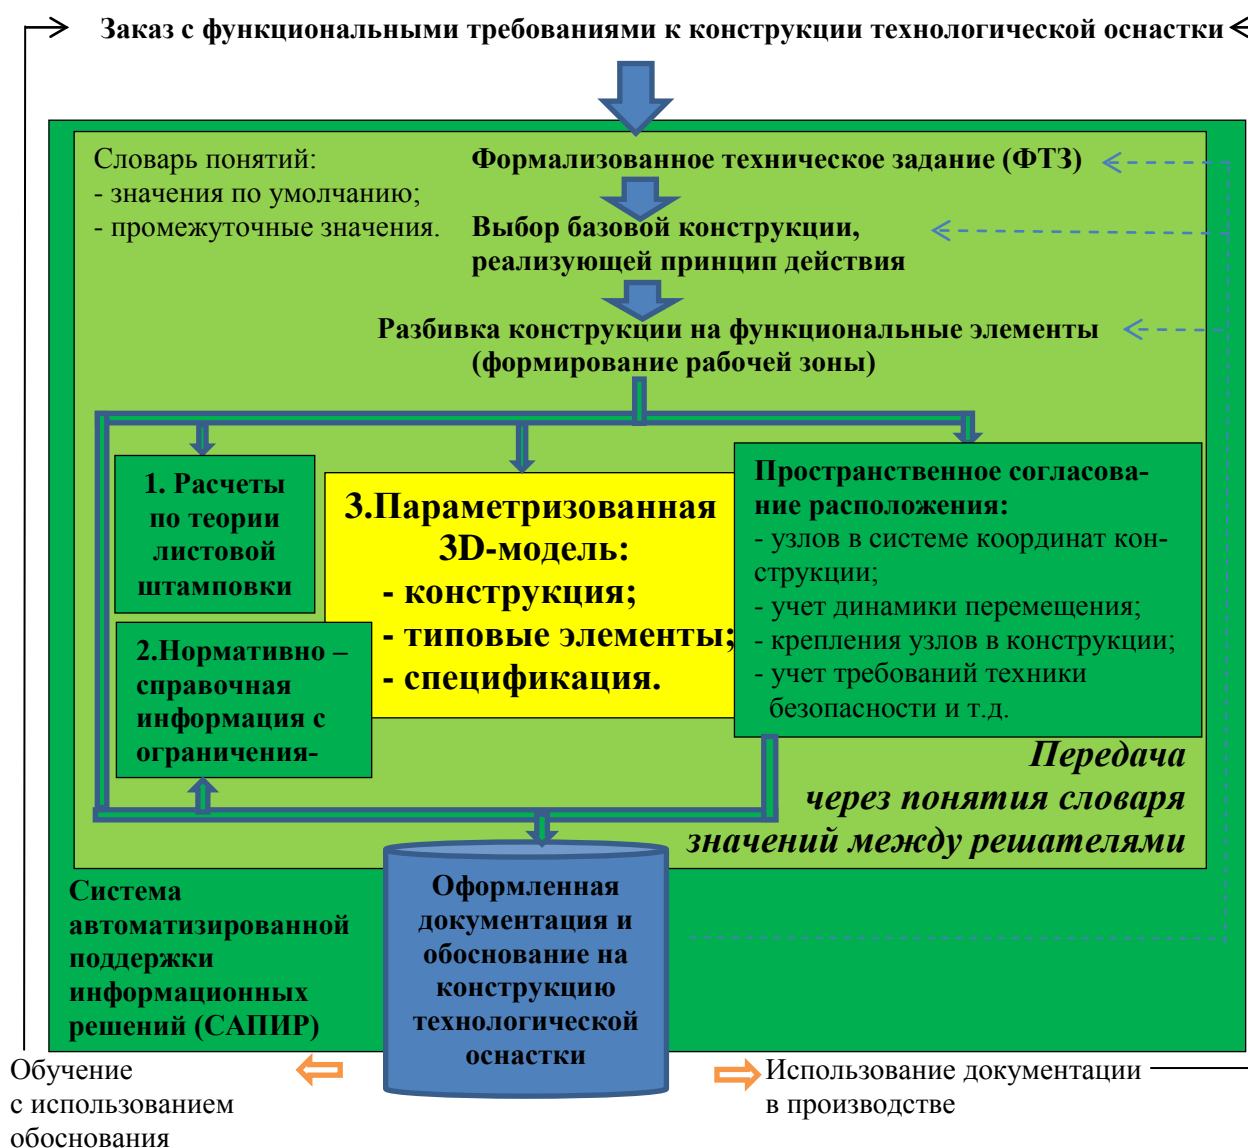 Заказ с функциональными требованиями к конструкции технологической оснастки
Словарь понятий:
- значения по умолчанию;
- промежуточные значения.
Формализованное техническое задание (ФТЗ)
Выбор базовой конструкции,
реализующей принцип действия
Разбивка конструкции на функциональные элементы
(формирование рабочей зоны)
1. Расчеты
по теории
листовой
штамповки
2.Нормативно –
справочная
информация с
ограничения-
3.Параметризованная
3D-модель:
- конструкция;
- типовые элементы;
- спецификация.
Пространственное согласова-
ние расположения:
- узлов в системе координат кон-
струкции;
- учет динамики перемещения;
- крепления узлов в конструкции;
- учет требований техники
безопасности и т.д.
Передача
через понятия словаря
значений между решателями
Система
автоматизированной
поддержки
информационных
решений (САПИР)
Оформленная
документация и
обоснование на
конструкцию
технологической
оснастки
Обучение
с использованием
обоснования
Использование документации
в производстве